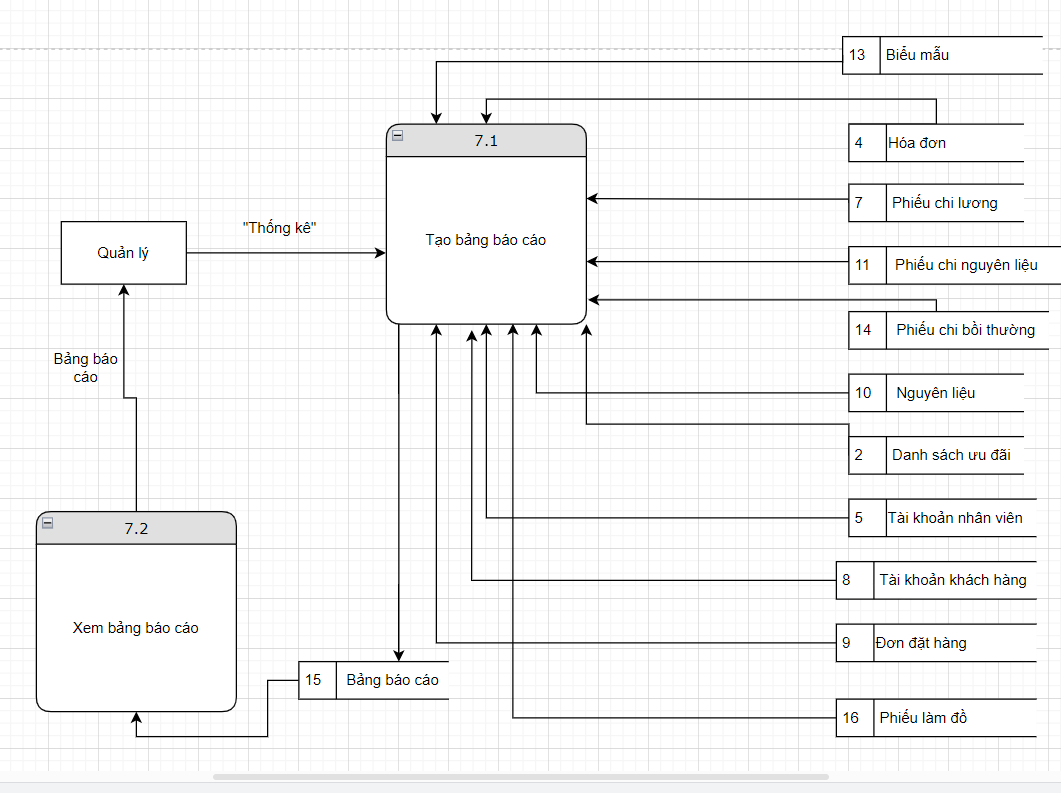 13 Biểu mẫu
7.1
4 Hóa đơn
7 Phiếu chi lương
"Thống kê"
Tạo bảng báo cáo
Quản lý
11 Phiếu chi nguyên liệu
14 Phiếu chi bồi thường
Bảng báo
cáo
10 Nguyên liệu
2 Danh sách ưu đãi
7.2
5 Tài khoản nhân viên
8 Tài khoản khách hàng
Xem bảng báo cáo
9 Đơn đặt hàng
15 Bảng báo cáo
16 Phiếu làm đồ